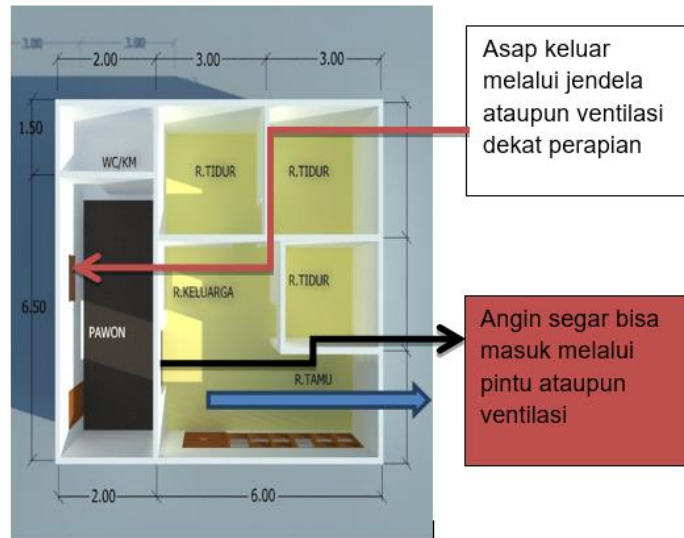 3.00
3.00
2.00
3.00
3.00
1.50
WC/KM
R.TIDUR
R.TIDUR
R.TIDUR
R.KELUARGA
6.50
PAWON
R.TAMU
2.00
6.00
Asap keluar
melalui jendela
ataupun ventilasi
dekat perapian
Angin segar bisa
masuk melalui
pintu ataupun
ventilasi